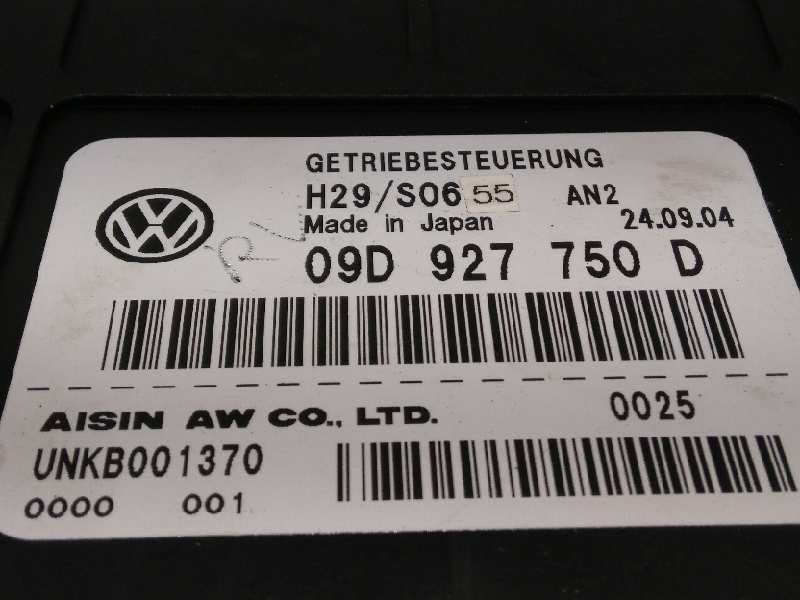 GETRIEBESTEUERUNG
H29/S06 55 AN2
Made in Japan 24.09.04
09D 927 750 D
AISIN AW CO., LTD. 0025
UNKB001370
0000 001